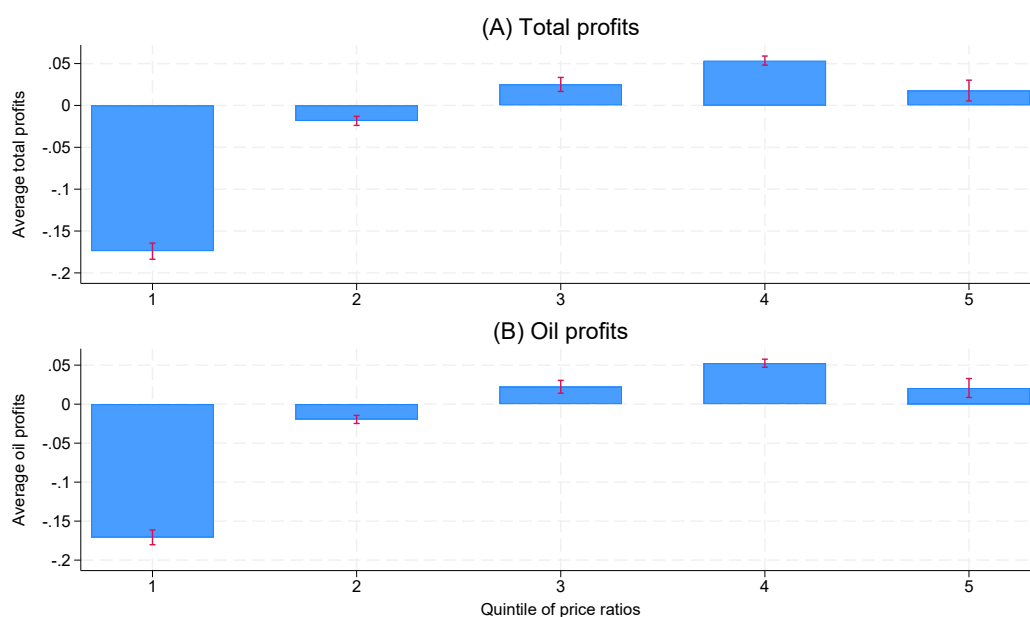 (A) Total profits
Average total profits
.05
0
-.05
-.1
-.15
-.2
1 2 3 4 5
(B) Oil profits
Average oil profits
.05
0
-.05
-.1
-.15
-.2
1 2 3 4 5
Quintile of price ratios